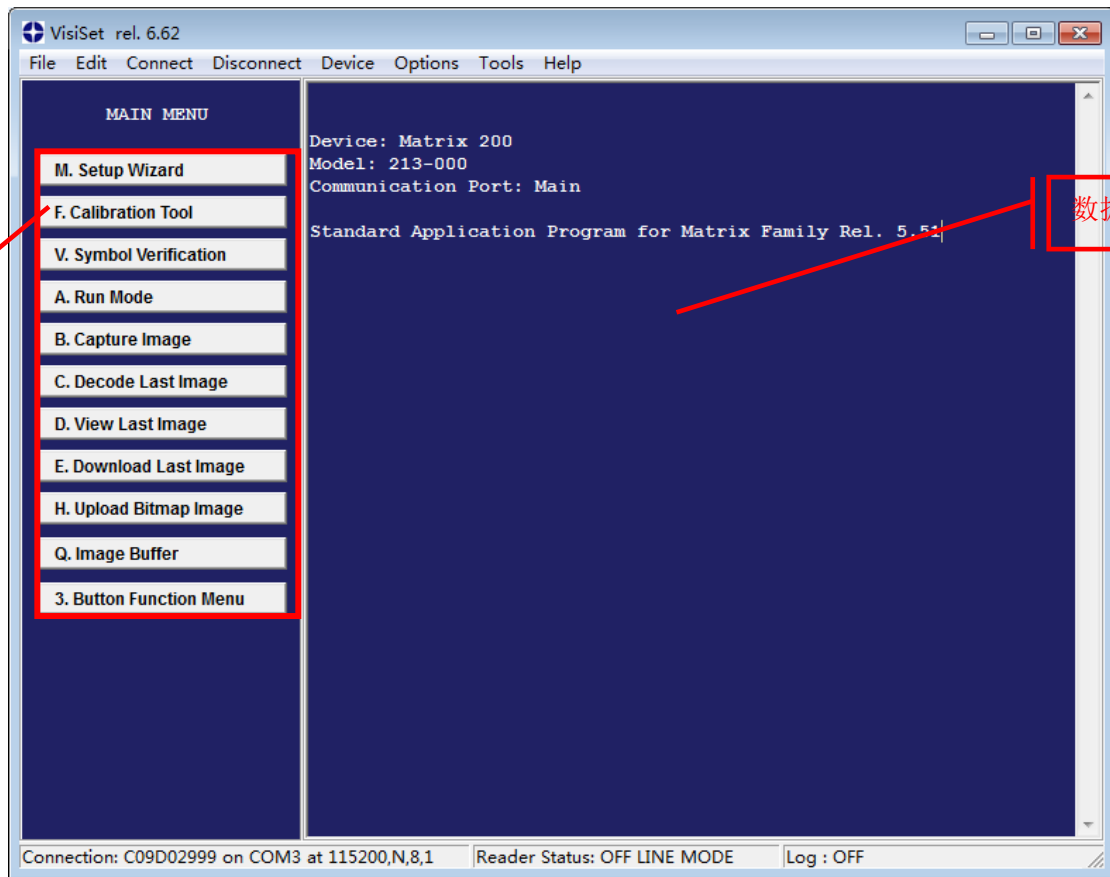 VisiSet rel. 6.62
File Edit Connect Disconnect Device Options Tools Help
MAIN MENU
M. Setup Wizard
F. Calibration Tool
V. Symbol Verification
A. Run Mode
B. Capture Image
C. Decode Last Image
D. View Last Image
E. Download Last Image
H. Upload Bitmap Image
Q. Image Buffer
3. Button Function Menu
Device: Matrix 200
Model: 213-000
Communication Port: Main
Standard Application Program for Matrix Family Rel. 5.51
数据
Connection: C09D02999 on COM3 at 115200,N,8,1 Reader Status: OFF LINE MODE Log : OFF